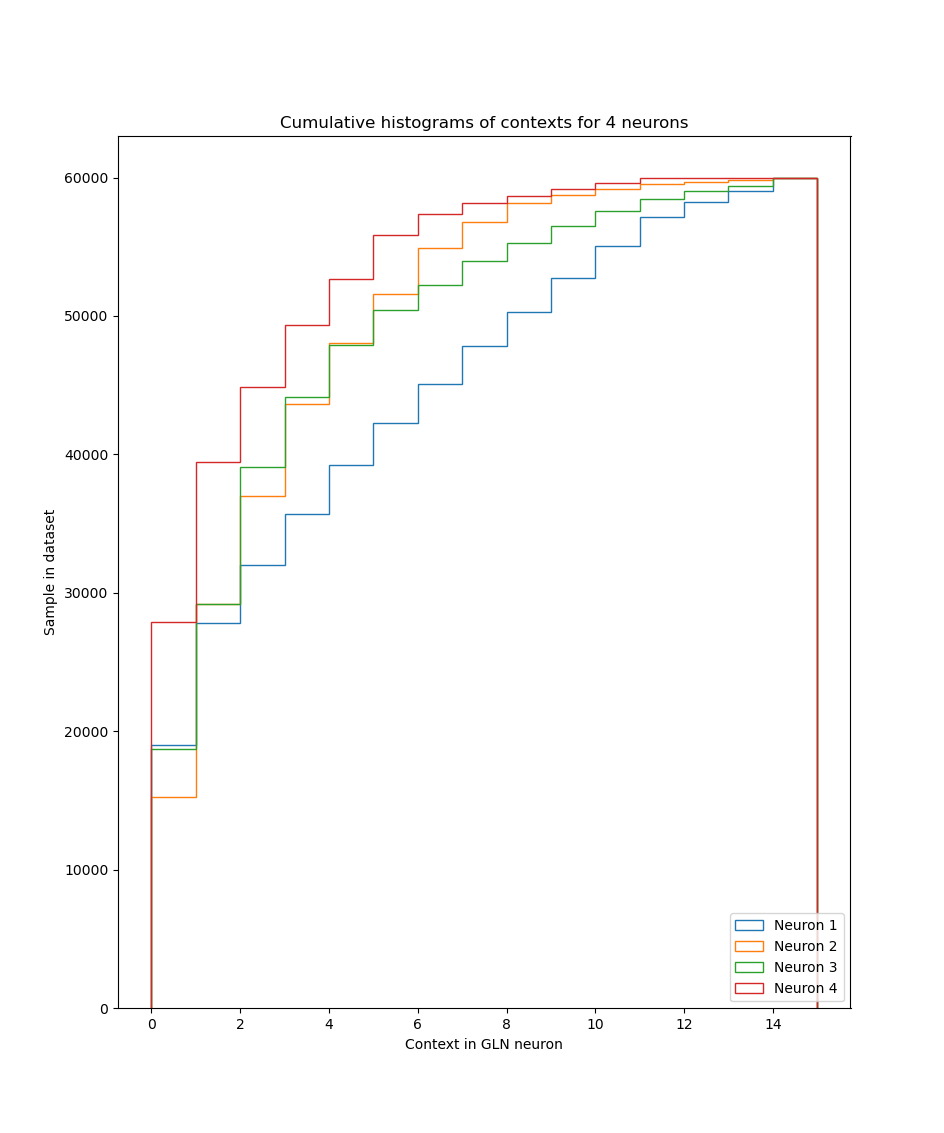 Cumulative histograms of contexts for 4 neurons
60000
50000
40000
30000
20000
10000
0
Sample in dataset
0 2 4 6 8 10 12 14
Context in GLN neuron
Neuron 1
Neuron 2
Neuron 3
Neuron 4